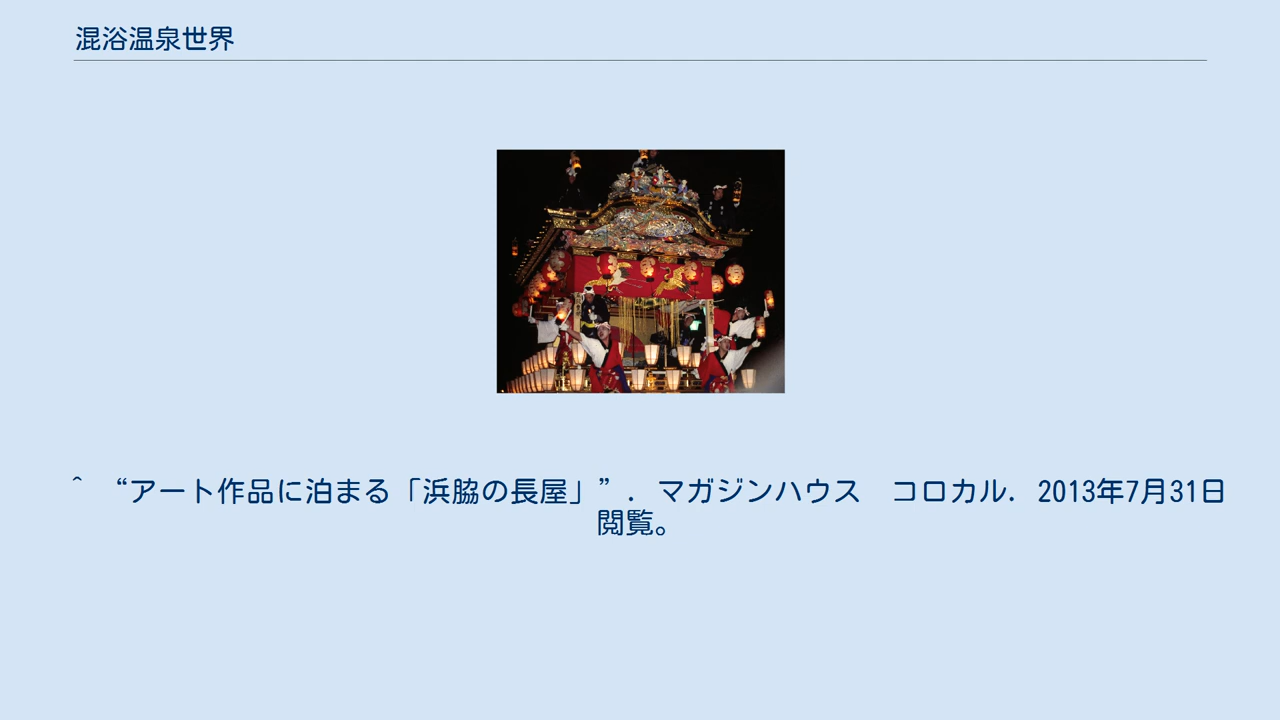 混浴温泉世界
^ “アート作品に泊まる「浜脇の長屋」”. マガジンハウス　コロカル. 2013年7月31日
閲覧。